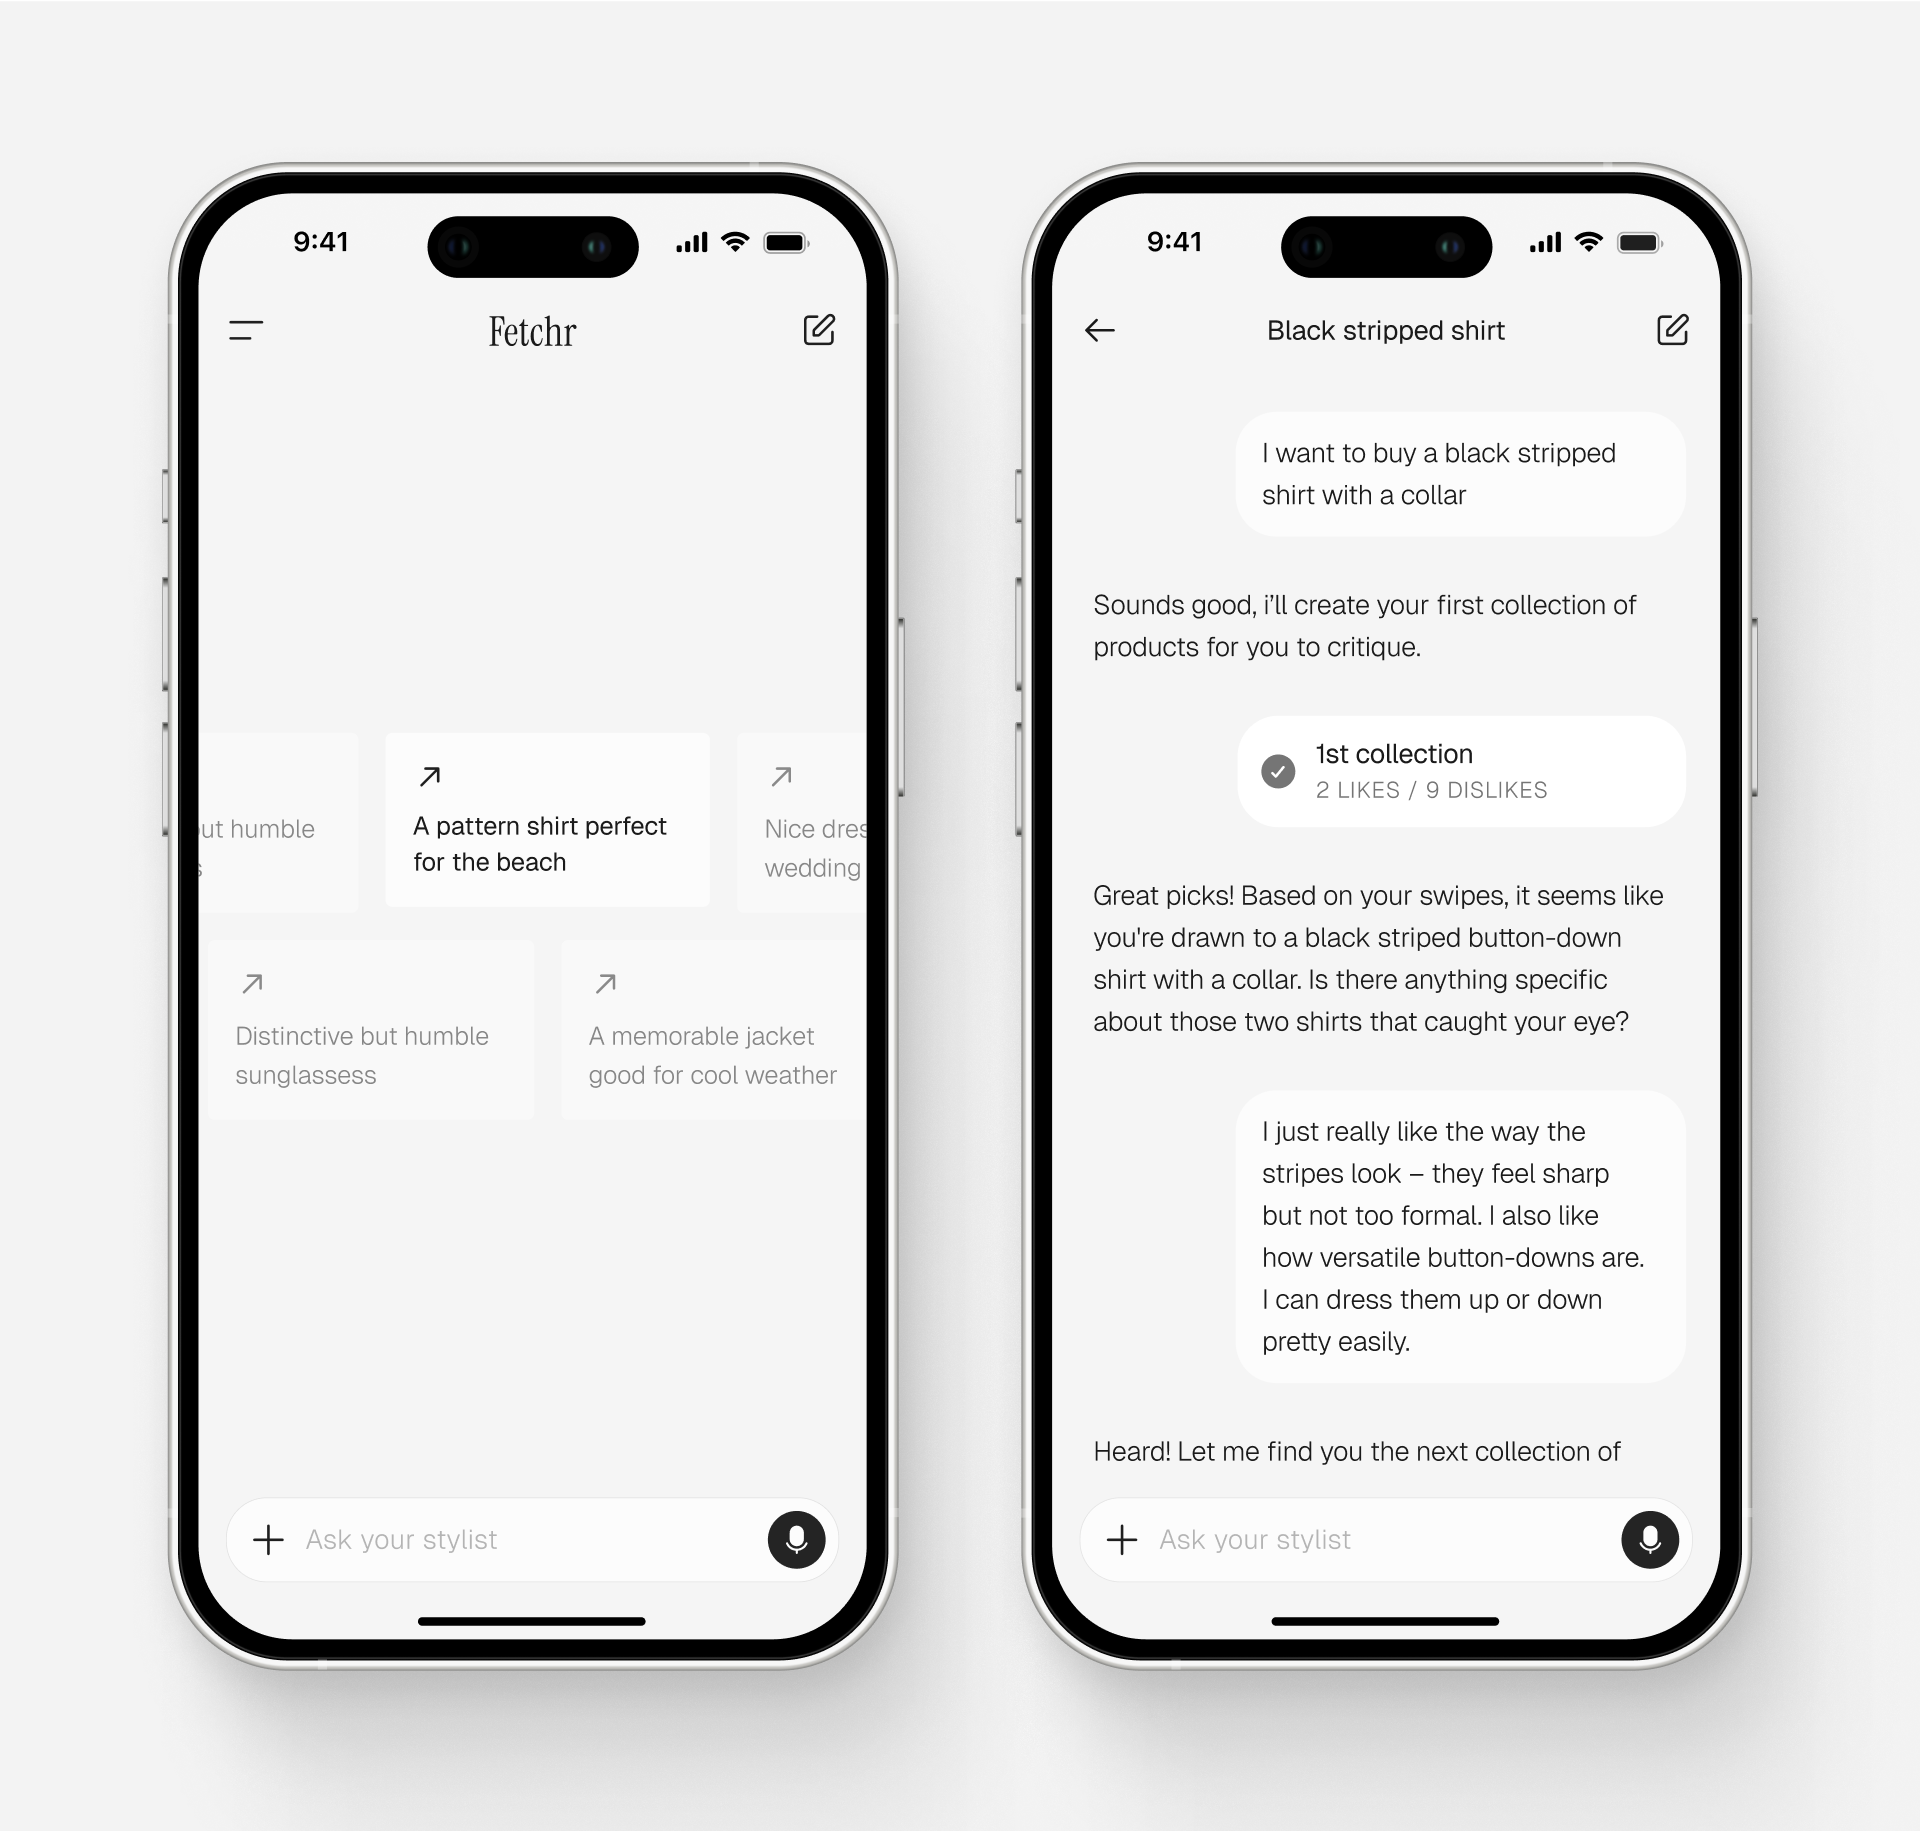 9:41
Fetchr
ut humble
s
A pattern shirt perfect
for the beach
Nice dres
wedding
Distinctive but humble
sunglassess
A memorable jacket
good for cool weather
Ask your stylist
9:41
Black stripped shirt
I want to buy a black stripped
shirt with a collar
Sounds good, i'll create your first collection of
products for you to critique.
1st collection
2 LIKES / 9 DISLIKES
Great picks! Based on your swipes, it seems like
you're drawn to a black striped button-down
shirt with a collar. Is there anything specific
about those two shirts that caught your eye?
I just really like the way the
stripes look – they feel sharp
but not too formal. I also like
how versatile button-downs are.
I can dress them up or down
pretty easily.
Heard! Let me find you the next collection of
Ask your stylist